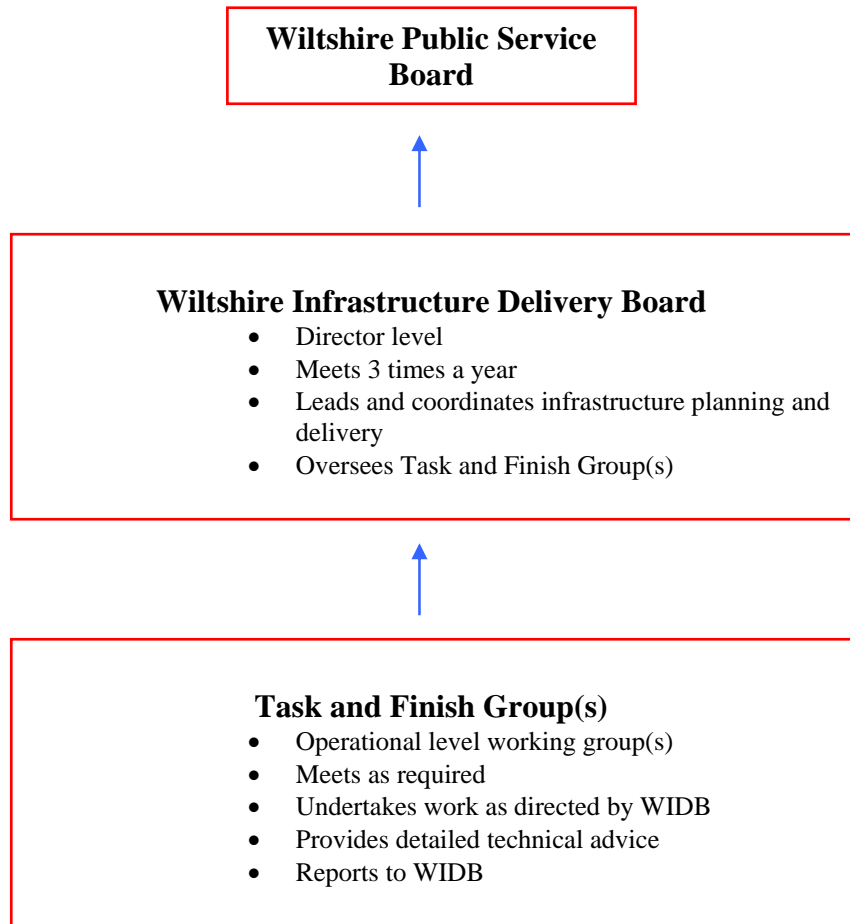 Wiltshire Public Service
Board
Wiltshire Infrastructure Delivery Board
• Director level
• Meets 3 times a year
• Leads and coordinates infrastructure planning and
delivery
• Oversees Task and Finish Group(s)
Task and Finish Group(s)
• Operational level working group(s)
• Meets as required
• Undertakes work as directed by WIDB
• Provides detailed technical advice
• Reports to WIDB